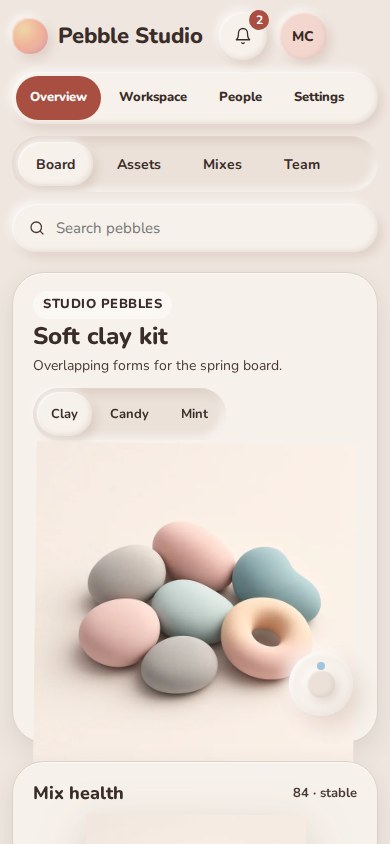 Pebble Studio
2
MC
Overview Workspace People Settings
Board Assets Mixes Team
Search pebbles
STUDIO PEBBLES
Soft clay kit
Overlapping forms for the spring board.
Clay Candy Mint
Mix health 84 · stable